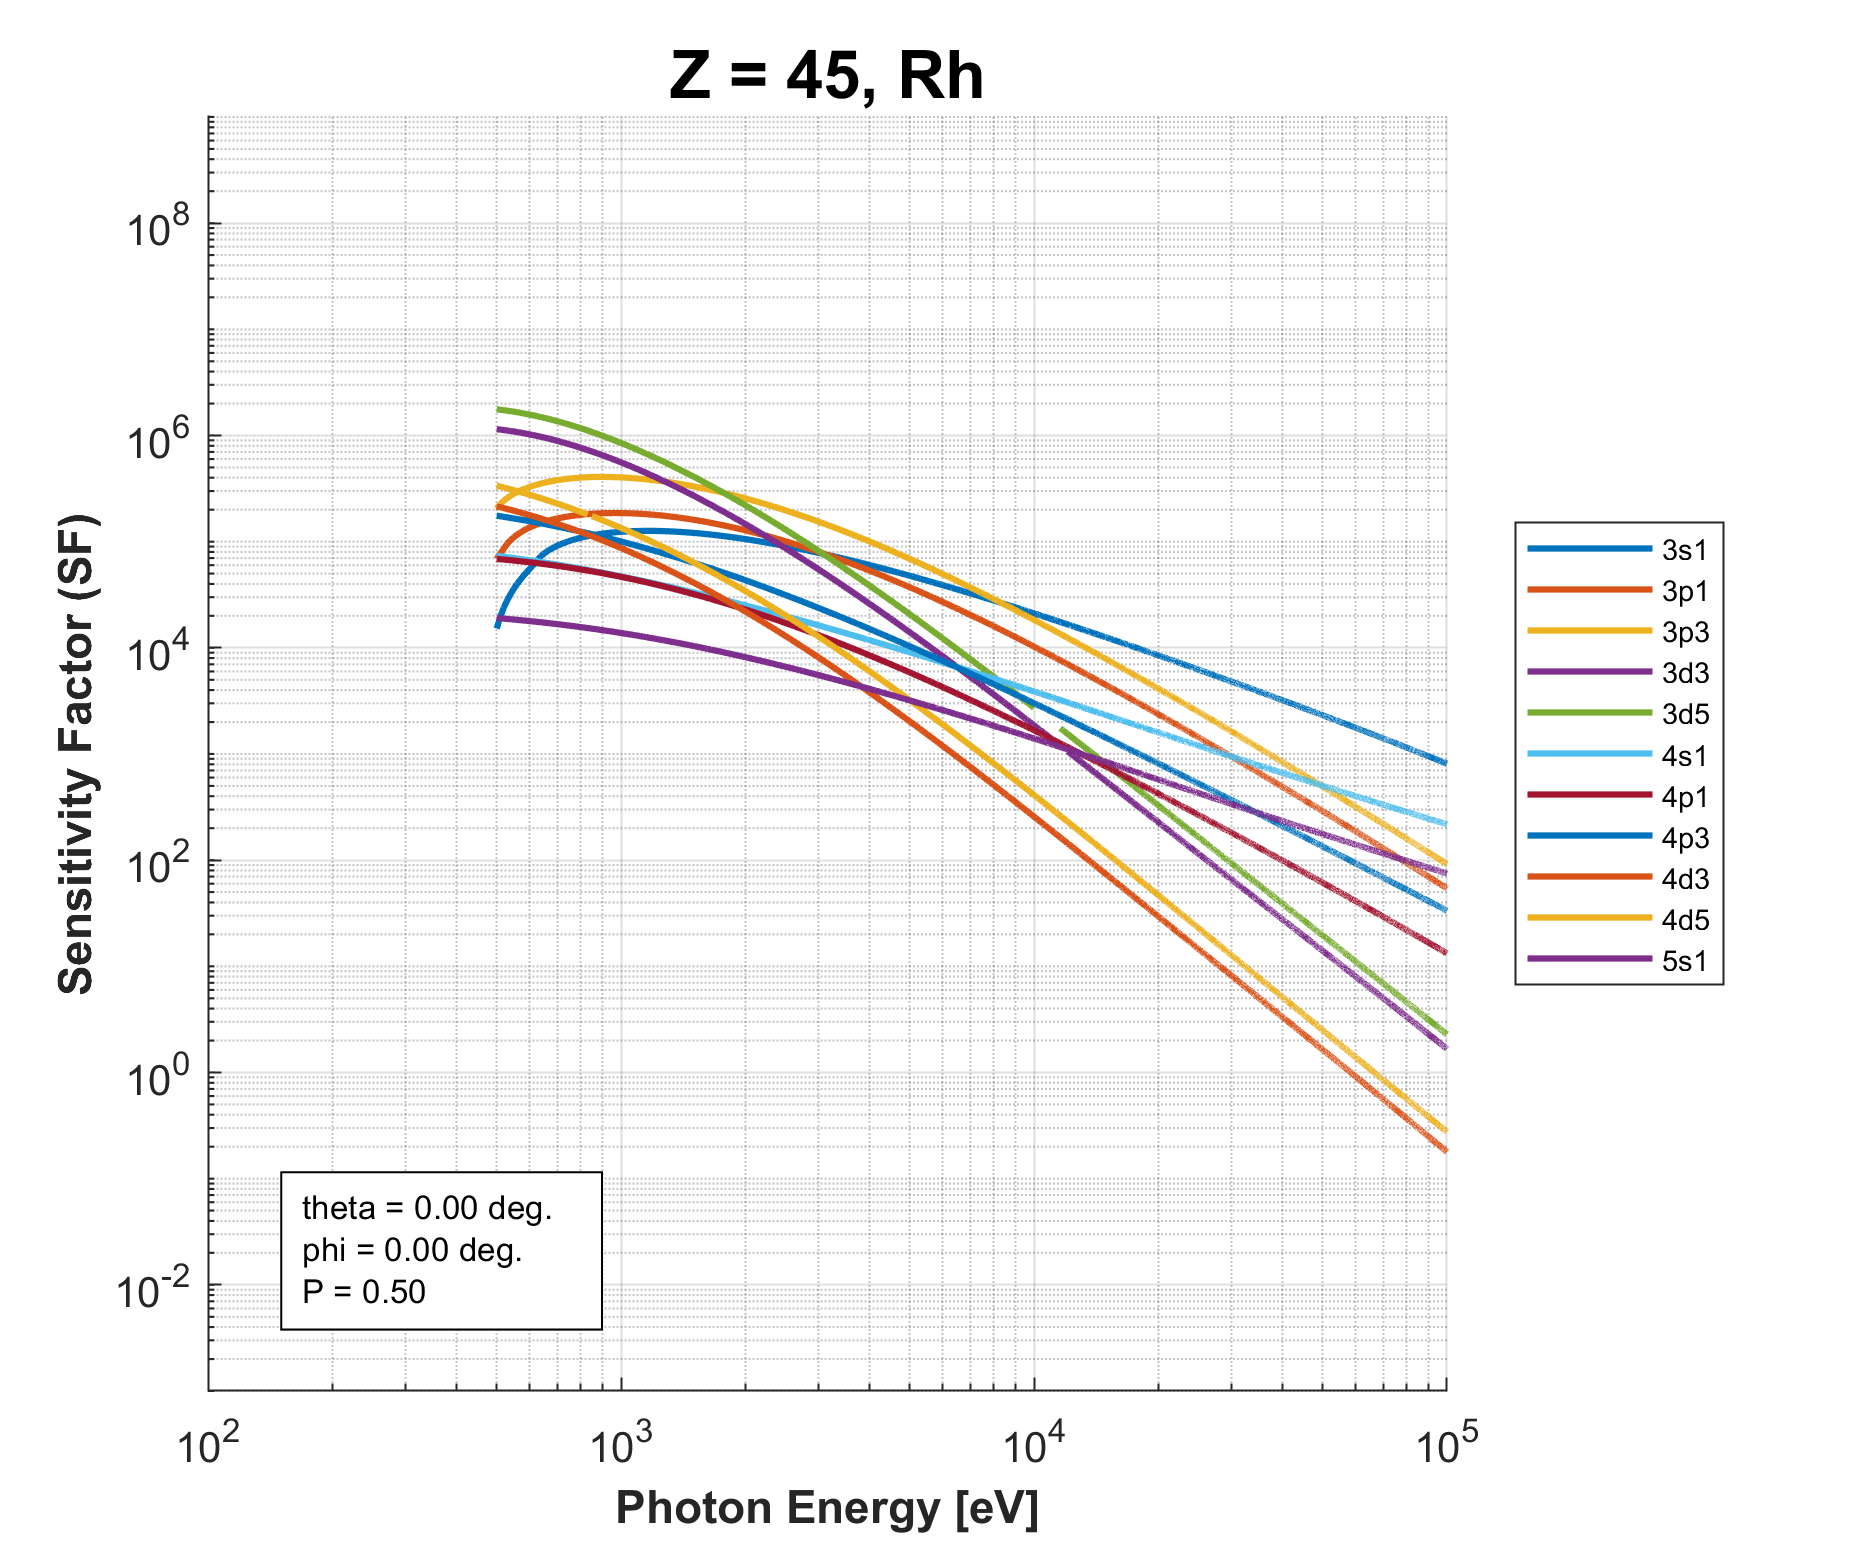 Z = 45, Rh
Sensitivity Factor (SF)
10^8
10^6
10^4
10^2
10^0
10^-2
10^2
10^3
10^4
10^5
Photon Energy [eV]
theta = 0.00 deg.
phi = 0.00 deg.
P = 0.50
3s1
3p1
3p3
3d3
3d5
4s1
4p1
4p3
4d3
4d5
5s1